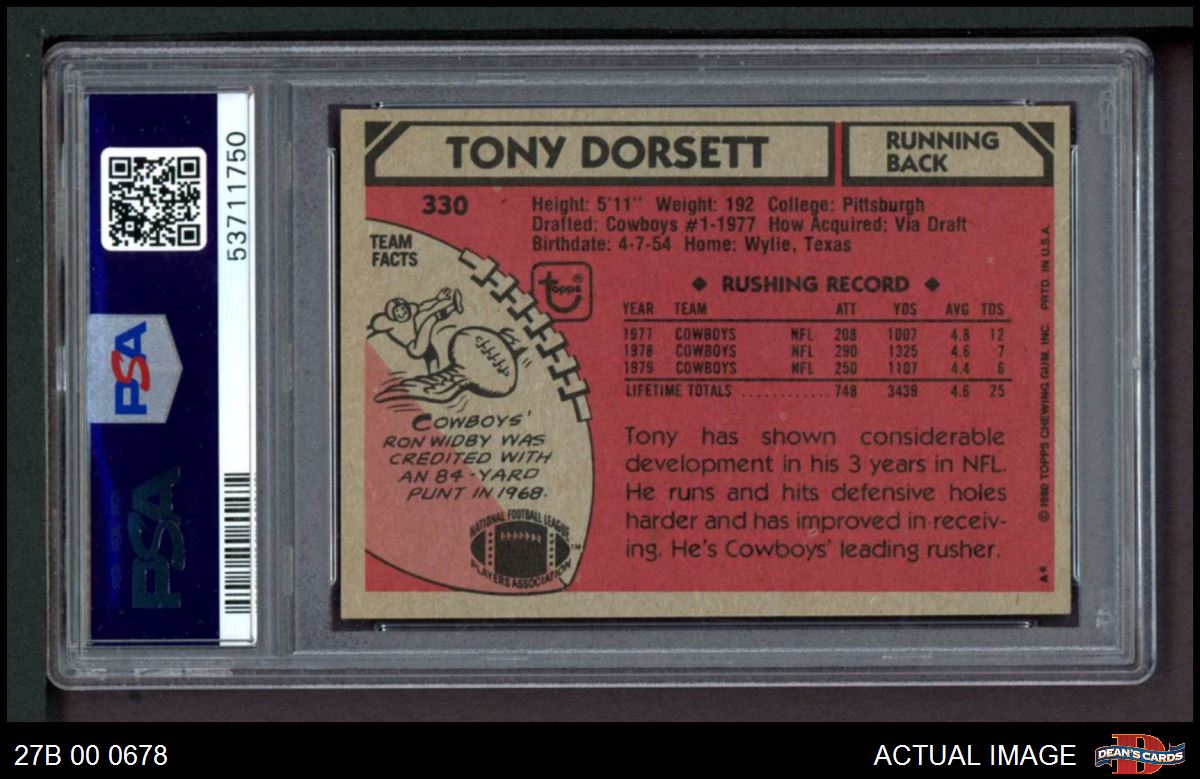 53711750
PSA
PSA
TONY DORSETT
RUNNING
BACK
330
Height: 5'11" Weight: 192 College: Pittsburgh
Drafted: Cowboys #1-1977 How Acquired: Via Draft
Birthdate: 4-7-54 Home: Wylie, Texas
TEAM
FACTS
topps®
◆ RUSHING RECORD ◆
YEAR TEAM ATT YDS AVG TDS
1977 COWBOYS NFL 208 1007 4.8 12
1978 COWBOYS NFL 290 1325 4.6 7
1979 COWBOYS NFL 250 1107 4.4 6
LIFETIME TOTALS ............ 748 3439 4.6 25
COWBOYS'
RON WIDBY WAS
CREDITED WITH
AN 84-YARD
PUNT IN 1968.
NATIONAL FOOTBALL LEAGUE
PLAYERS ASSOCIATION
TM
Tony has shown considerable
development in his 3 years in NFL.
He runs and hits defensive holes
harder and has improved in receiv-
ing. He's Cowboys' leading rusher.
A* © 1980 TOPPS CHEWING GUM, INC. PRTD. IN U.S.A.
27B 00 0678
ACTUAL IMAGE
D
DEAN'S CARDS